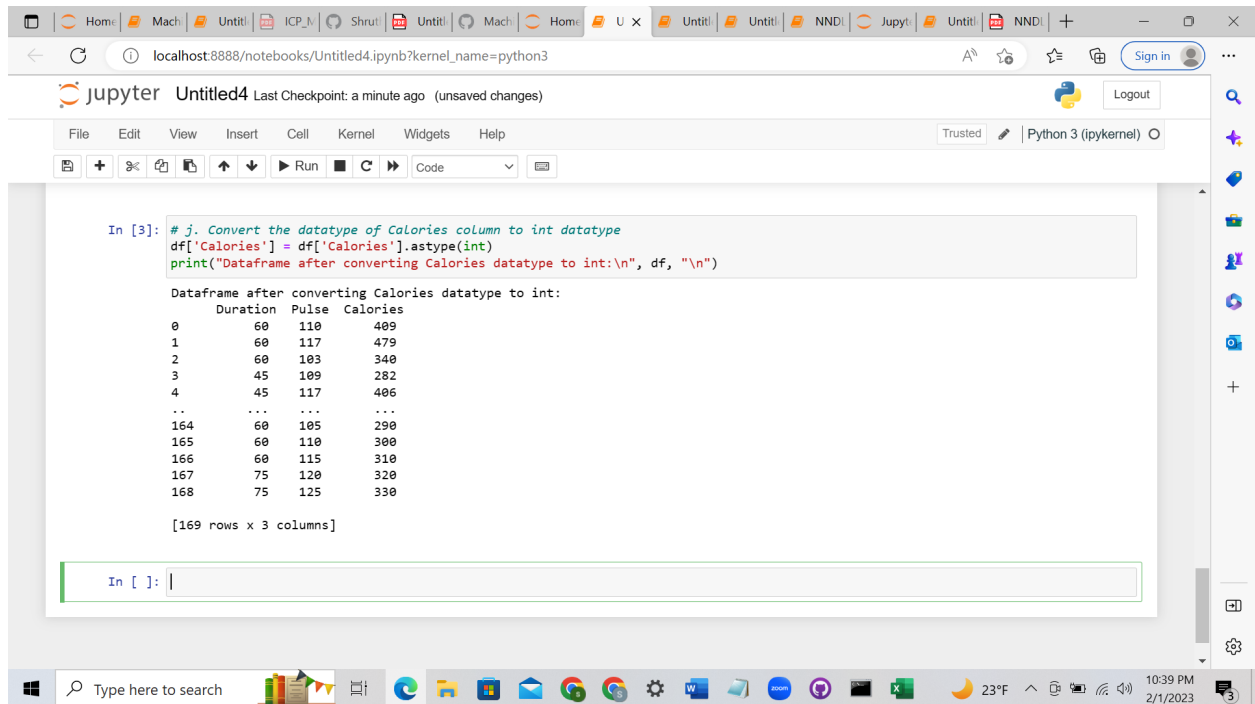 Home
Mach
Untitl
ICP_M
Shruti
Untitl
Mach
Home
U
Untitl
Untitl
NNDL
Jupyt
Untitl
NNDL
localhost:8888/notebooks/Untitled4.ipynb?kernel_name=python3
Sign in
jupyter Untitled4 Last Checkpoint: a minute ago (unsaved changes)
Logout
File Edit View Insert Cell Kernel Widgets Help
Trusted Python 3 (ipykernel)
Run Code
In [3]: # j. Convert the datatype of Calories column to int datatype
df['Calories'] = df['Calories'].astype(int)
print("Dataframe after converting Calories datatype to int:\n", df, "\n")
Dataframe after converting Calories datatype to int:
Duration Pulse Calories
0 60 110 409
1 60 117 479
2 60 103 340
3 45 109 282
4 45 117 406
.. ... ... ...
164 60 105 290
165 60 110 300
166 60 115 310
167 75 120 320
168 75 125 330
[169 rows x 3 columns]
In [ ]:
Type here to search
zoom
23°F
10:39 PM
2/1/2023
3